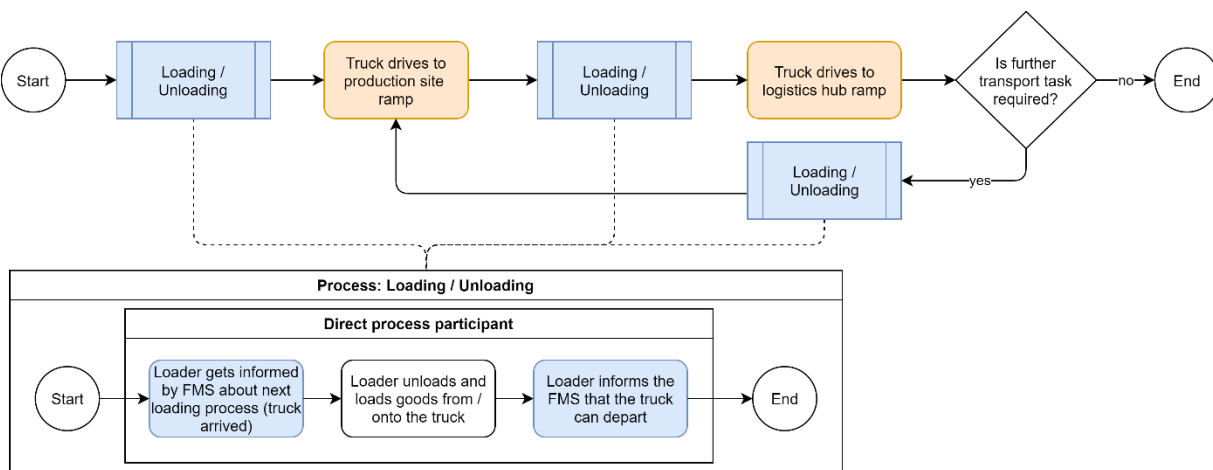 Start
Loading /
Unloading
Truck drives to
production site
ramp
Loading /
Unloading
Truck drives to
logistics hub ramp
Is further
transport task
required?
no
End
Loading /
Unloading
yes
Process: Loading / Unloading
Direct process participant
Start
Loader gets informed
by FMS about next
loading process (truck
arrived)
Loader unloads and
loads goods from /
onto the truck
Loader informs the
FMS that the truck
can depart
End